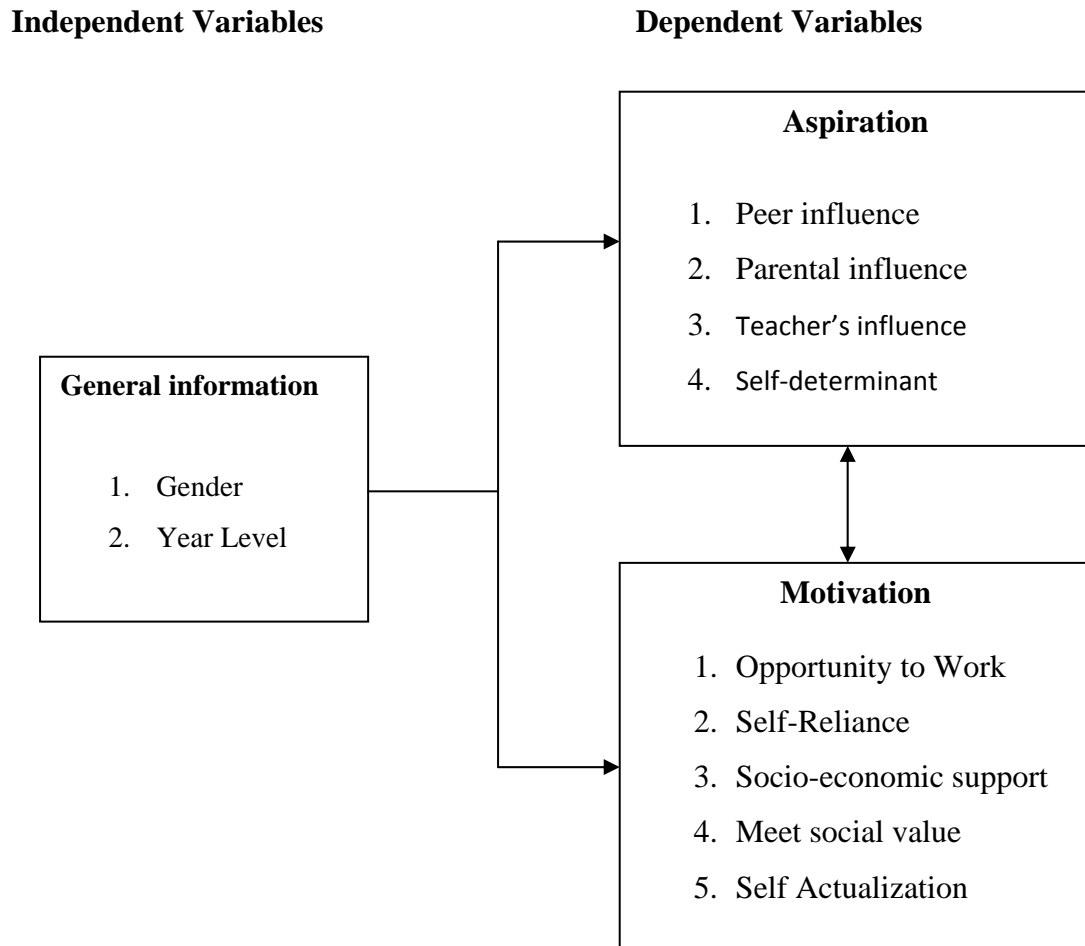 Independent Variables
Dependent Variables
General information
1. Gender
2. Year Level
Aspiration
1. Peer influence
2. Parental influence
3. Teacher’s influence
4. Self-determinant
Motivation
1. Opportunity to Work
2. Self-Reliance
3. Socio-economic support
4. Meet social value
5. Self Actualization